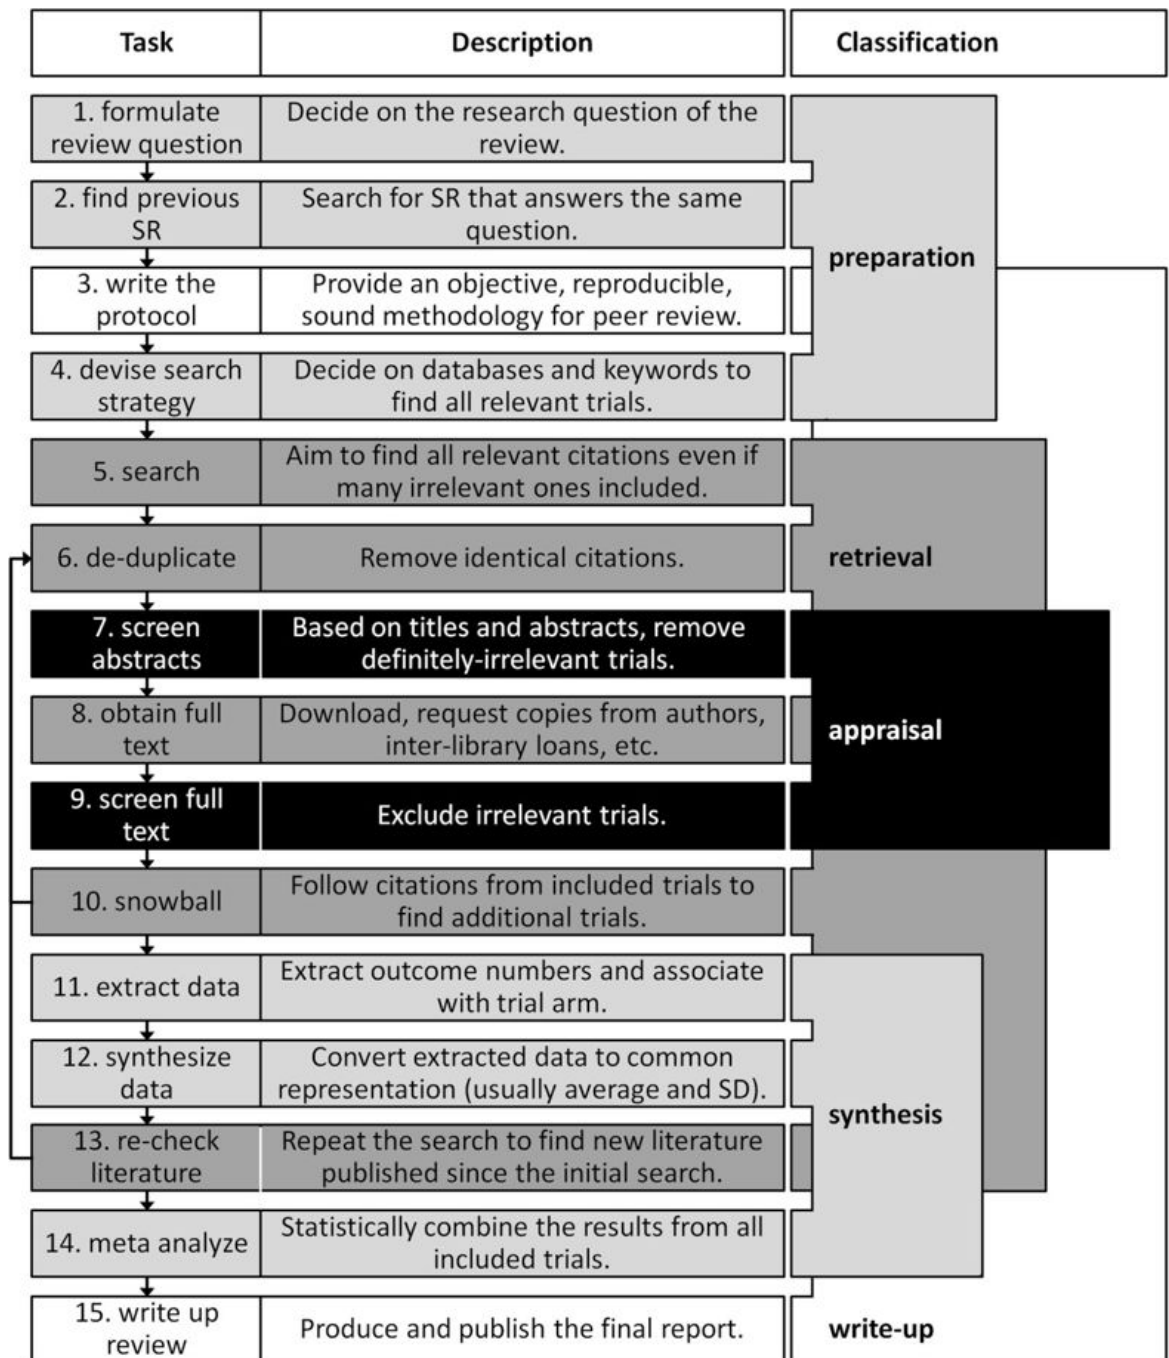 Task Description Classification
1. formulate review question
Decide on the research question of the review.
2. find previous SR
Search for SR that answers the same question.
preparation
3. write the protocol
Provide an objective, reproducible, sound methodology for peer review.
4. devise search strategy
Decide on databases and keywords to find all relevant trials.
5. search
Aim to find all relevant citations even if many irrelevant ones included.
6. de-duplicate
Remove identical citations.
retrieval
7. screen abstracts
Based on titles and abstracts, remove definitely-irrelevant trials.
8. obtain full text
Download, request copies from authors, inter-library loans, etc.
appraisal
9. screen full text
Exclude irrelevant trials.
10. snowball
Follow citations from included trials to find additional trials.
11. extract data
Extract outcome numbers and associate with trial arm.
12. synthesize data
Convert extracted data to common representation (usually average and SD).
synthesis
13. re-check literature
Repeat the search to find new literature published since the initial search.
14. meta analyze
Statistically combine the results from all included trials.
15. write up review
Produce and publish the final report.
write-up